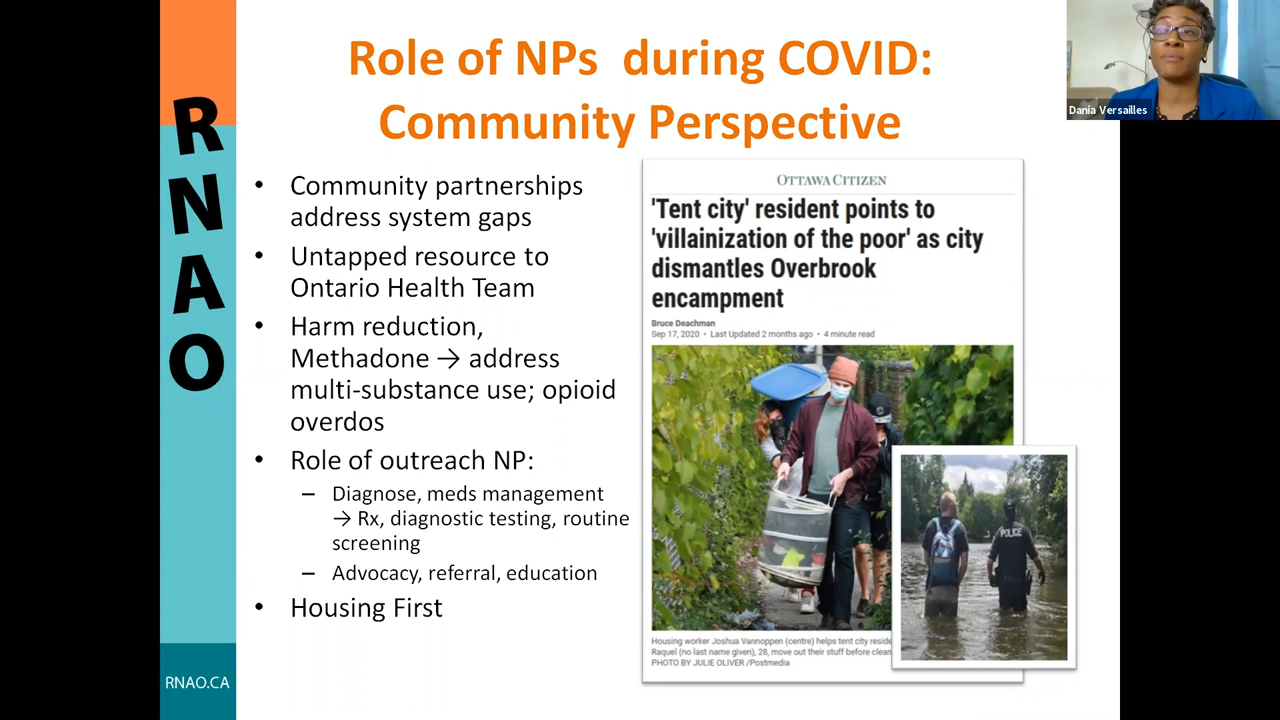 Role of NPs during COVID:
Community Perspective
Dania Versailles
RNAO
• Community partnerships
address system gaps
• Untapped resource to
Ontario Health Team
• Harm reduction,
Methadone → address
multi-substance use; opioid
overdos
• Role of outreach NP:
– Diagnose, meds management
→ Rx, diagnostic testing, routine
screening
– Advocacy, referral, education
• Housing First
OTTAWA CITIZEN
'Tent city' resident points to
'villainization of the poor' as city
dismantles Overbrook
encampment
Bruce Deachman
Sep 17, 2020 • Last Updated 2 months ago • 4 minute read
POLICE
Housing worker Joshua Vannoppen (centre) helps tent city reside
Raquel (no last name given), 28, move out their stuff before clean
PHOTO BY JULIE OLIVER /Postmedia
RNAO.CA